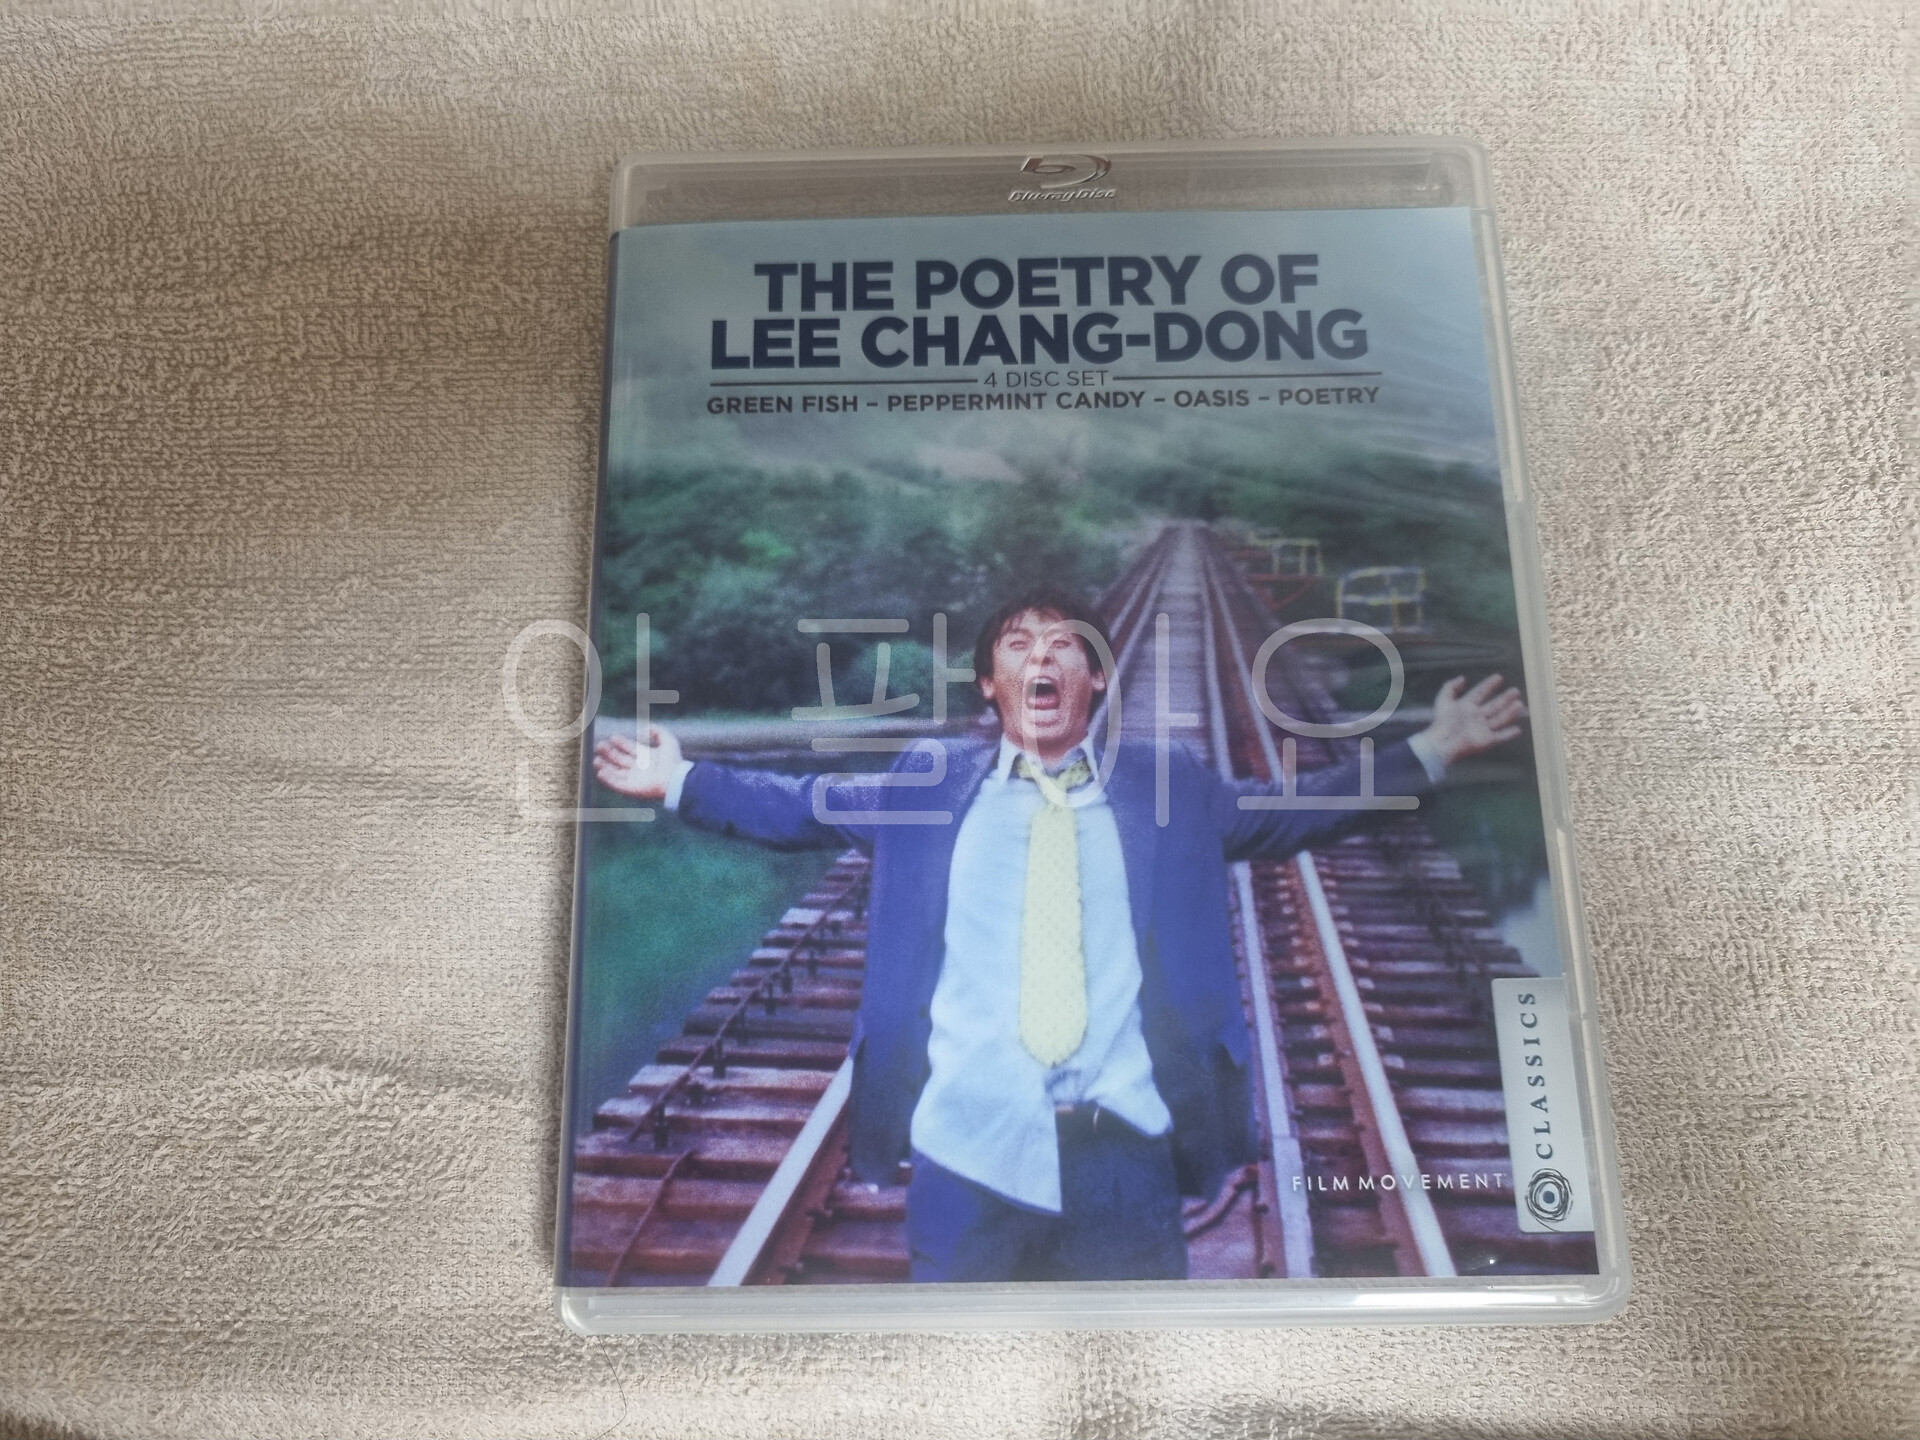 Blu-ray Disc
THE POETRY OF
LEE CHANG-DONG
4 DISC SET
GREEN FISH – PEPPERMINT CANDY – OASIS – POETRY
안 팔아요
CLASSICS
FILM MOVEMENT